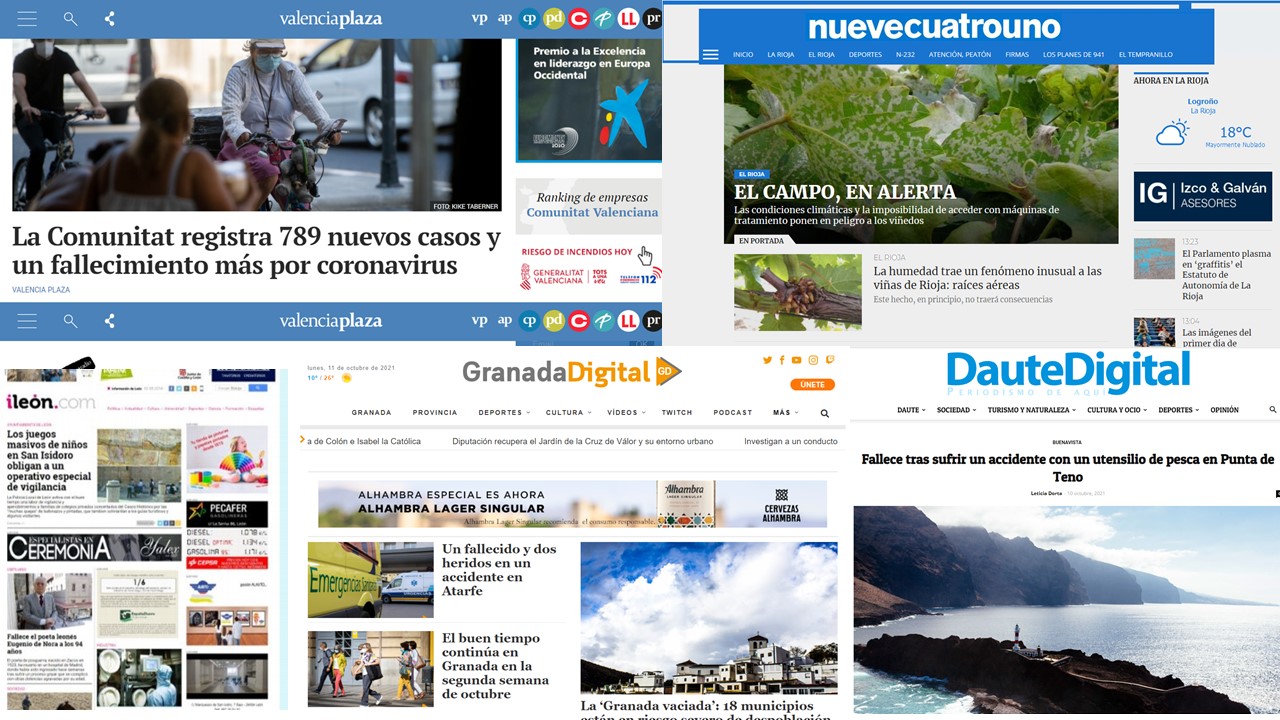 valenciaplaza
vp ap cp pd C LL pr
FOTO: KIKE TABERNER
La Comunitat registra 789 nuevos casos y
un fallecimiento más por coronavirus
VALENCIA PLAZA
Premio a la Excelencia
en liderazgo en Europa
Occidental
Ranking de empresas
Comunitat Valenciana
RIESGO DE INCENDIOS HOY
GENERALITAT
VALENCIANA
TOTS
A UNA
VEU
112
valenciaplaza
vp ap cp pd C LL pr
nuevecuatrouno
INICIO LA RIOJA EL RIOJA DEPORTES N-232 ATENCIÓN, PEATÓN FIRMAS LOS PLANES DE 941 EL TEMPRANILLO
EL RIOJA
EL CAMPO, EN ALERTA
Las condiciones climáticas y la imposibilidad de acceder con máquinas de
tratamiento ponen en peligro a los viñedos
EN PORTADA
EL RIOJA
La humedad trae un fenómeno inusual a las
viñas de Rioja: raíces aéreas
Este hecho, en principio, no traerá consecuencias
AHORA EN LA RIOJA
Logroño
La Rioja
18°C
Mayormente Nublado
IG Izco & Galván
ASESORES
13:23
El Parlamento plasma
en 'graffitis' el
Estatuto de
Autonomía de La
Rioja
13:04
Las imágenes del
primer día de
ileón.com
Los juegos
masivos de niños
en San Isidoro
obligan a un
operativo especial
de vigilancia
PECAFER
ESPECIALISTAS EN
CEREMONIA
Yalex
DIESEL
DIESEL OPTIMA
GASOLINA 95
CEPSA
1/6
Fallece el poeta leonés
Eugenio de Nora a los 94
años
lunes, 11 de octubre de 2021
10° / 26°
GranadaDigital GD
ÚNETE
GRANADA PROVINCIA DEPORTES CULTURA VÍDEOS TWITCH PODCAST MÁS
a de Colón e Isabel la Católica Diputación recupera el Jardín de la Cruz de Válor y su entorno urbano Investigan a un conducto
ALHAMBRA ESPECIALES AHORA
ALHAMBRA LAGER SINGULAR
Alhambra Lager Singular recomienda el consumo responsable.
Alhambra
CERVEZAS
ALHAMBRA
Emergencias Sanitarias
URGENCIAS
Un fallecido y dos
heridos en un
accidente en
Atarfe
El buen tiempo
continúa en
Granada en la
segunda semana
de octubre
La 'Granada vaciada': 18 municipios
están en riesgo severo de despoblación
DauteDigital
PERIODISMO DE AQUÍ
DAUTE SOCIEDAD TURISMO Y NATURALEZA CULTURA Y OCIO DEPORTES OPINIÓN
BUENAVISTA
Fallece tras sufrir un accidente con un utensilio de pesca en Punta de
Teno
Leticia Dorta 10 octubre, 2021